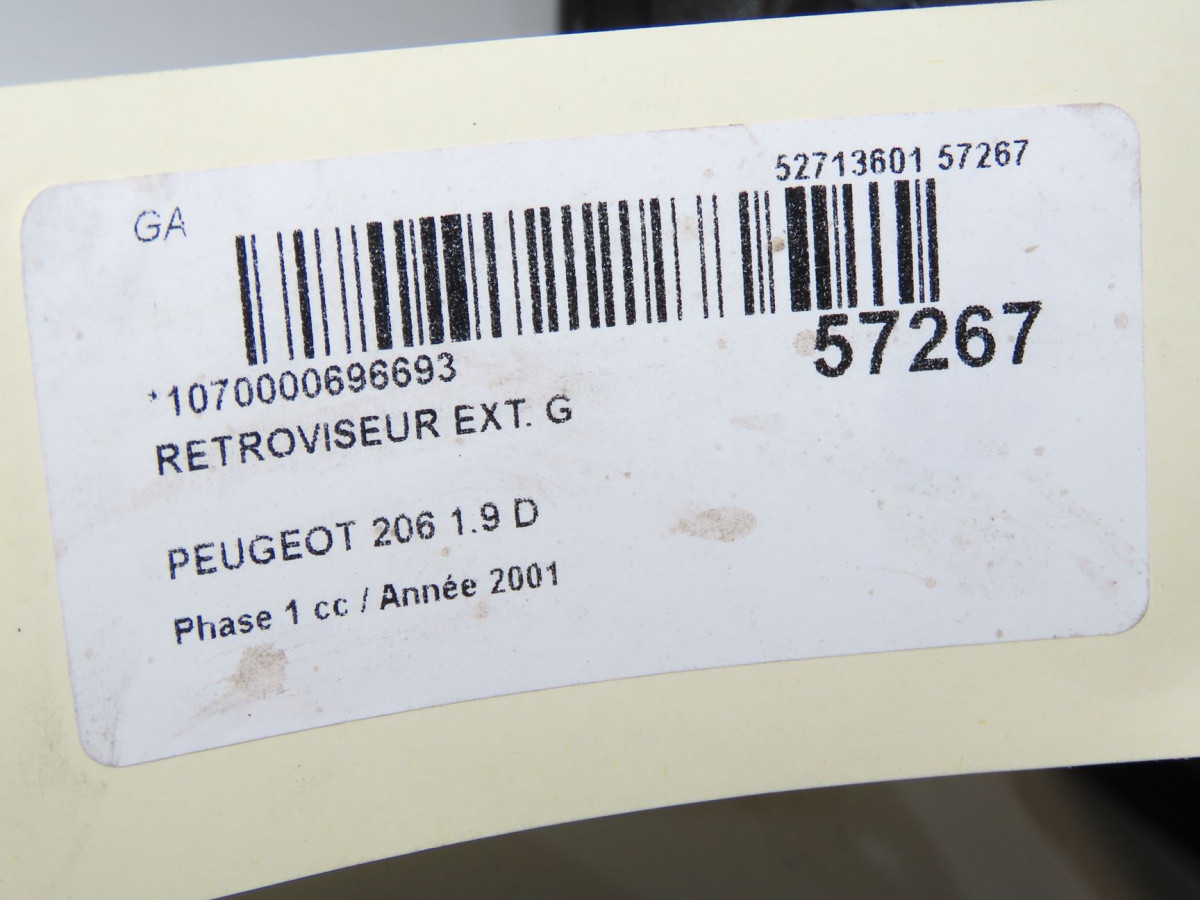 52713601 57267
GA
57267
*1070000696693
RETROVISEUR EXT. G
PEUGEOT 206 1.9 D
Phase 1 cc / Année 2001